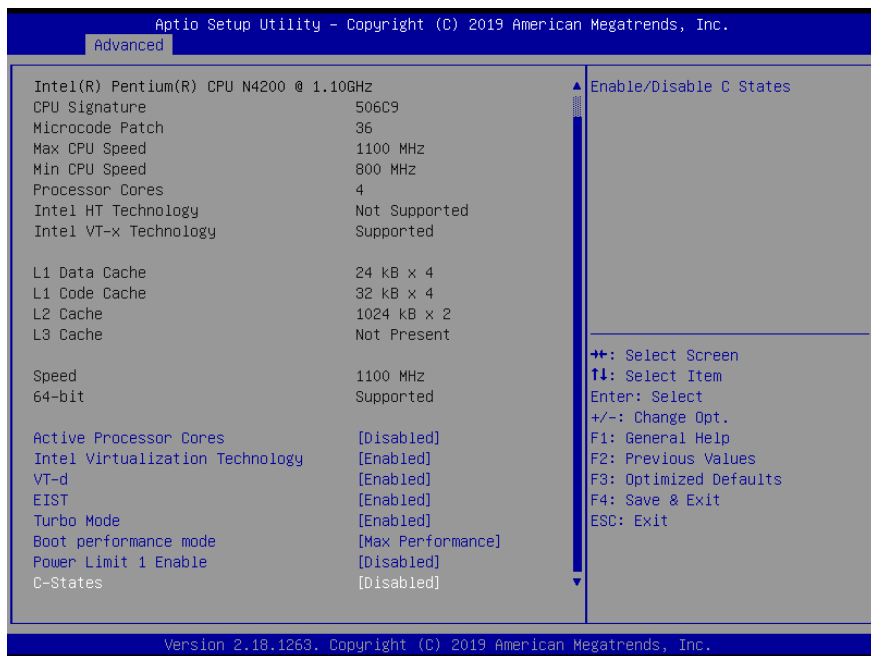 Aptio Setup Utility – Copyright (C) 2019 American Megatrends, Inc.
Advanced
Intel(R) Pentium(R) CPU N4200 @ 1.10GHz
CPU Signature 506C9
Microcode Patch 36
Max CPU Speed 1100 MHz
Min CPU Speed 800 MHz
Processor Cores 4
Intel HT Technology Not Supported
Intel VT-x Technology Supported
L1 Data Cache 24 kB x 4
L1 Code Cache 32 kB x 4
L2 Cache 1024 kB x 2
L3 Cache Not Present
Speed 1100 MHz
64-bit Supported
Active Processor Cores [Disabled]
Intel Virtualization Technology [Enabled]
VT-d [Enabled]
EIST [Enabled]
Turbo Mode [Enabled]
Boot performance mode [Max Performance]
Power Limit 1 Enable [Disabled]
C-States [Disabled]
Enable/Disable C States
→←: Select Screen
↑↓: Select Item
Enter: Select
+/-: Change Opt.
F1: General Help
F2: Previous Values
F3: Optimized Defaults
F4: Save & Exit
ESC: Exit
Version 2.18.1263. Copyright (C) 2019 American Megatrends, Inc.